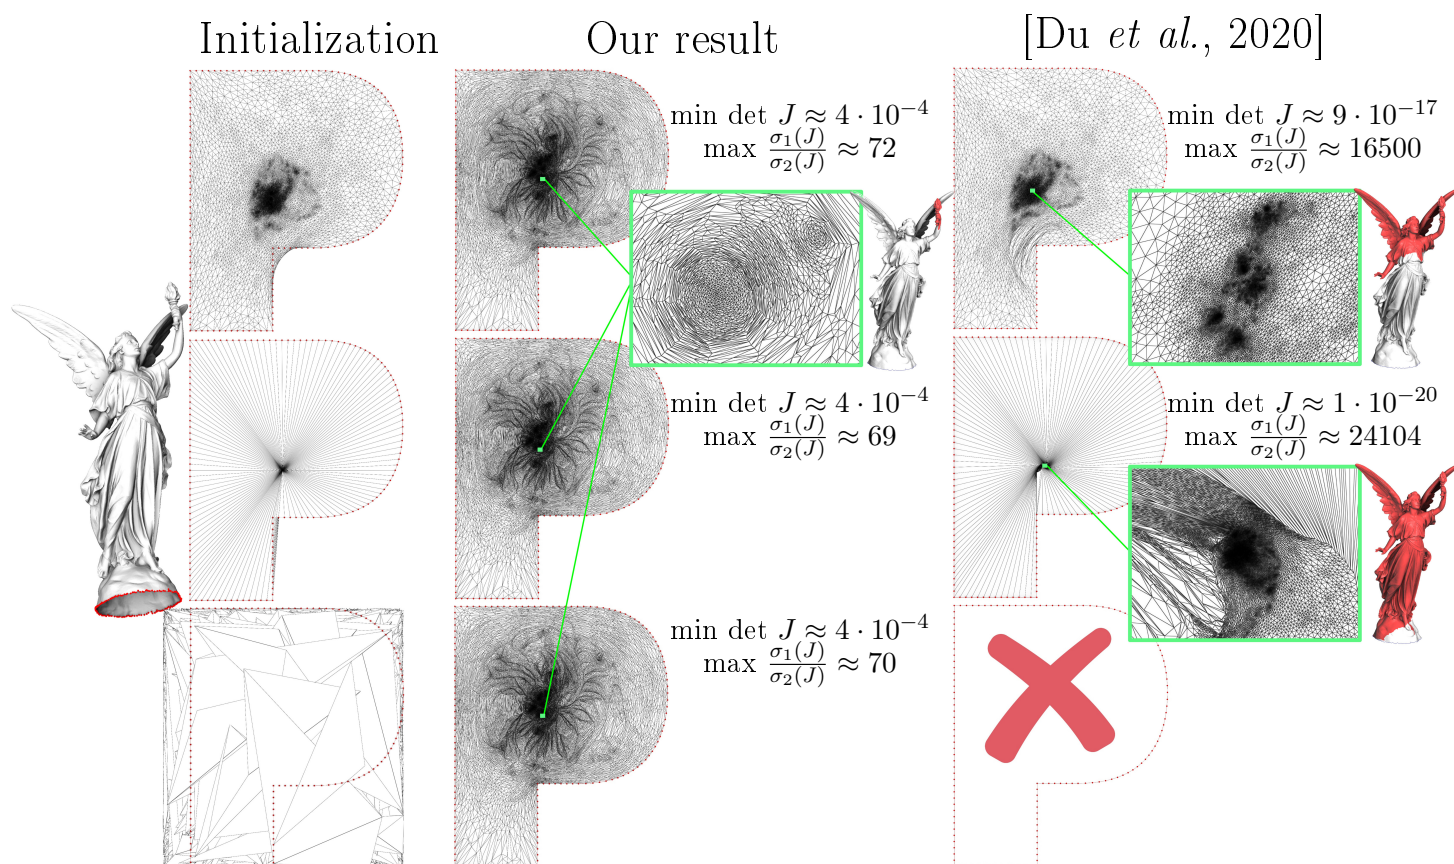 Initialization
Our result
[Du et al., 2020]
min det J ≈ 4 · 10⁻⁴
max σ₁(J)/σ₂(J) ≈ 72
min det J ≈ 9 · 10⁻¹⁷
max σ₁(J)/σ₂(J) ≈ 16500
min det J ≈ 4 · 10⁻⁴
max σ₁(J)/σ₂(J) ≈ 69
min det J ≈ 1 · 10⁻²⁰
max σ₁(J)/σ₂(J) ≈ 24104
min det J ≈ 4 · 10⁻⁴
max σ₁(J)/σ₂(J) ≈ 70